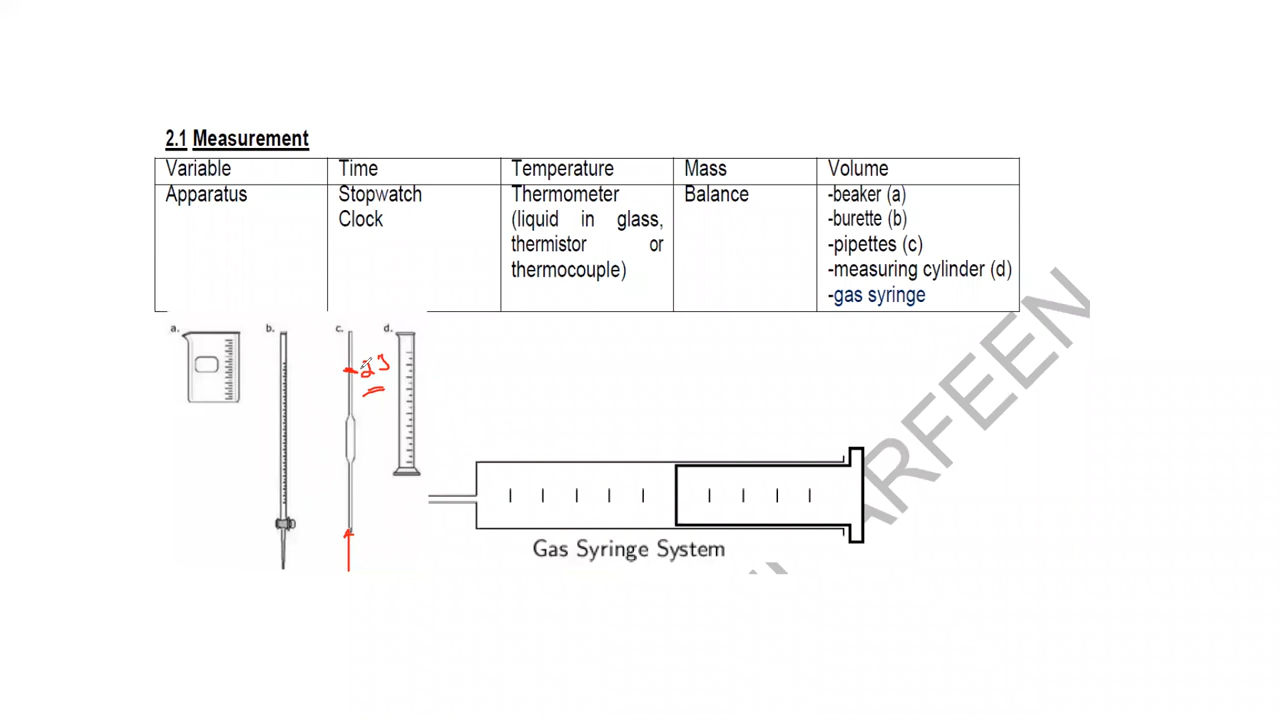 2.1 Measurement
Variable Time Temperature Mass Volume
Apparatus Stopwatch Thermometer Balance -beaker (a)
Clock (liquid in glass, -burette (b)
thermistor or -pipettes (c)
thermocouple) -measuring cylinder (d)
-gas syringe
a. b. c. d.
Gas Syringe System
ARFEEN